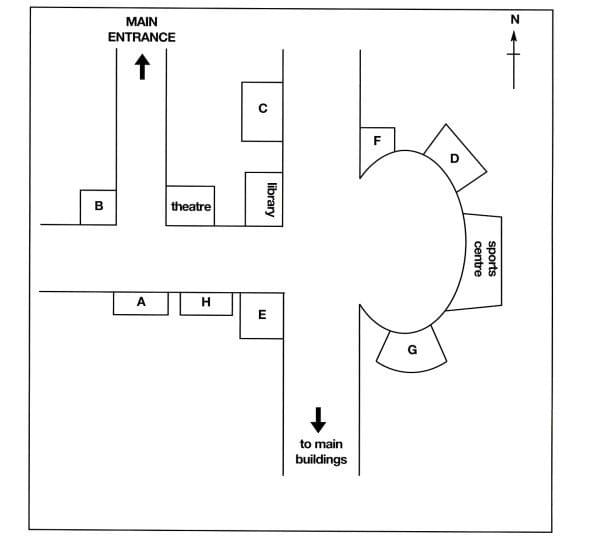 MAIN
ENTRANCE
N
C
F
D
library
B
theatre
sports
centre
A
H
E
G
to main
buildings